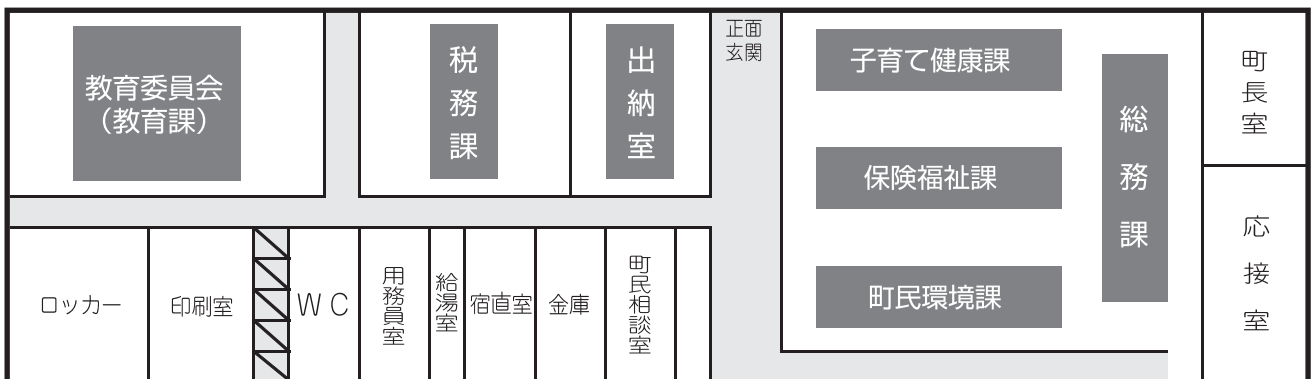 教育委員会
（教育課）
税務課
出納室
正面
玄関
子育て健康課
保険福祉課
町民環境課
総務課
町長室
応接室
ロッカー
印刷室
ＷＣ
用務員室
給湯室
宿直室
金庫
町民相談室